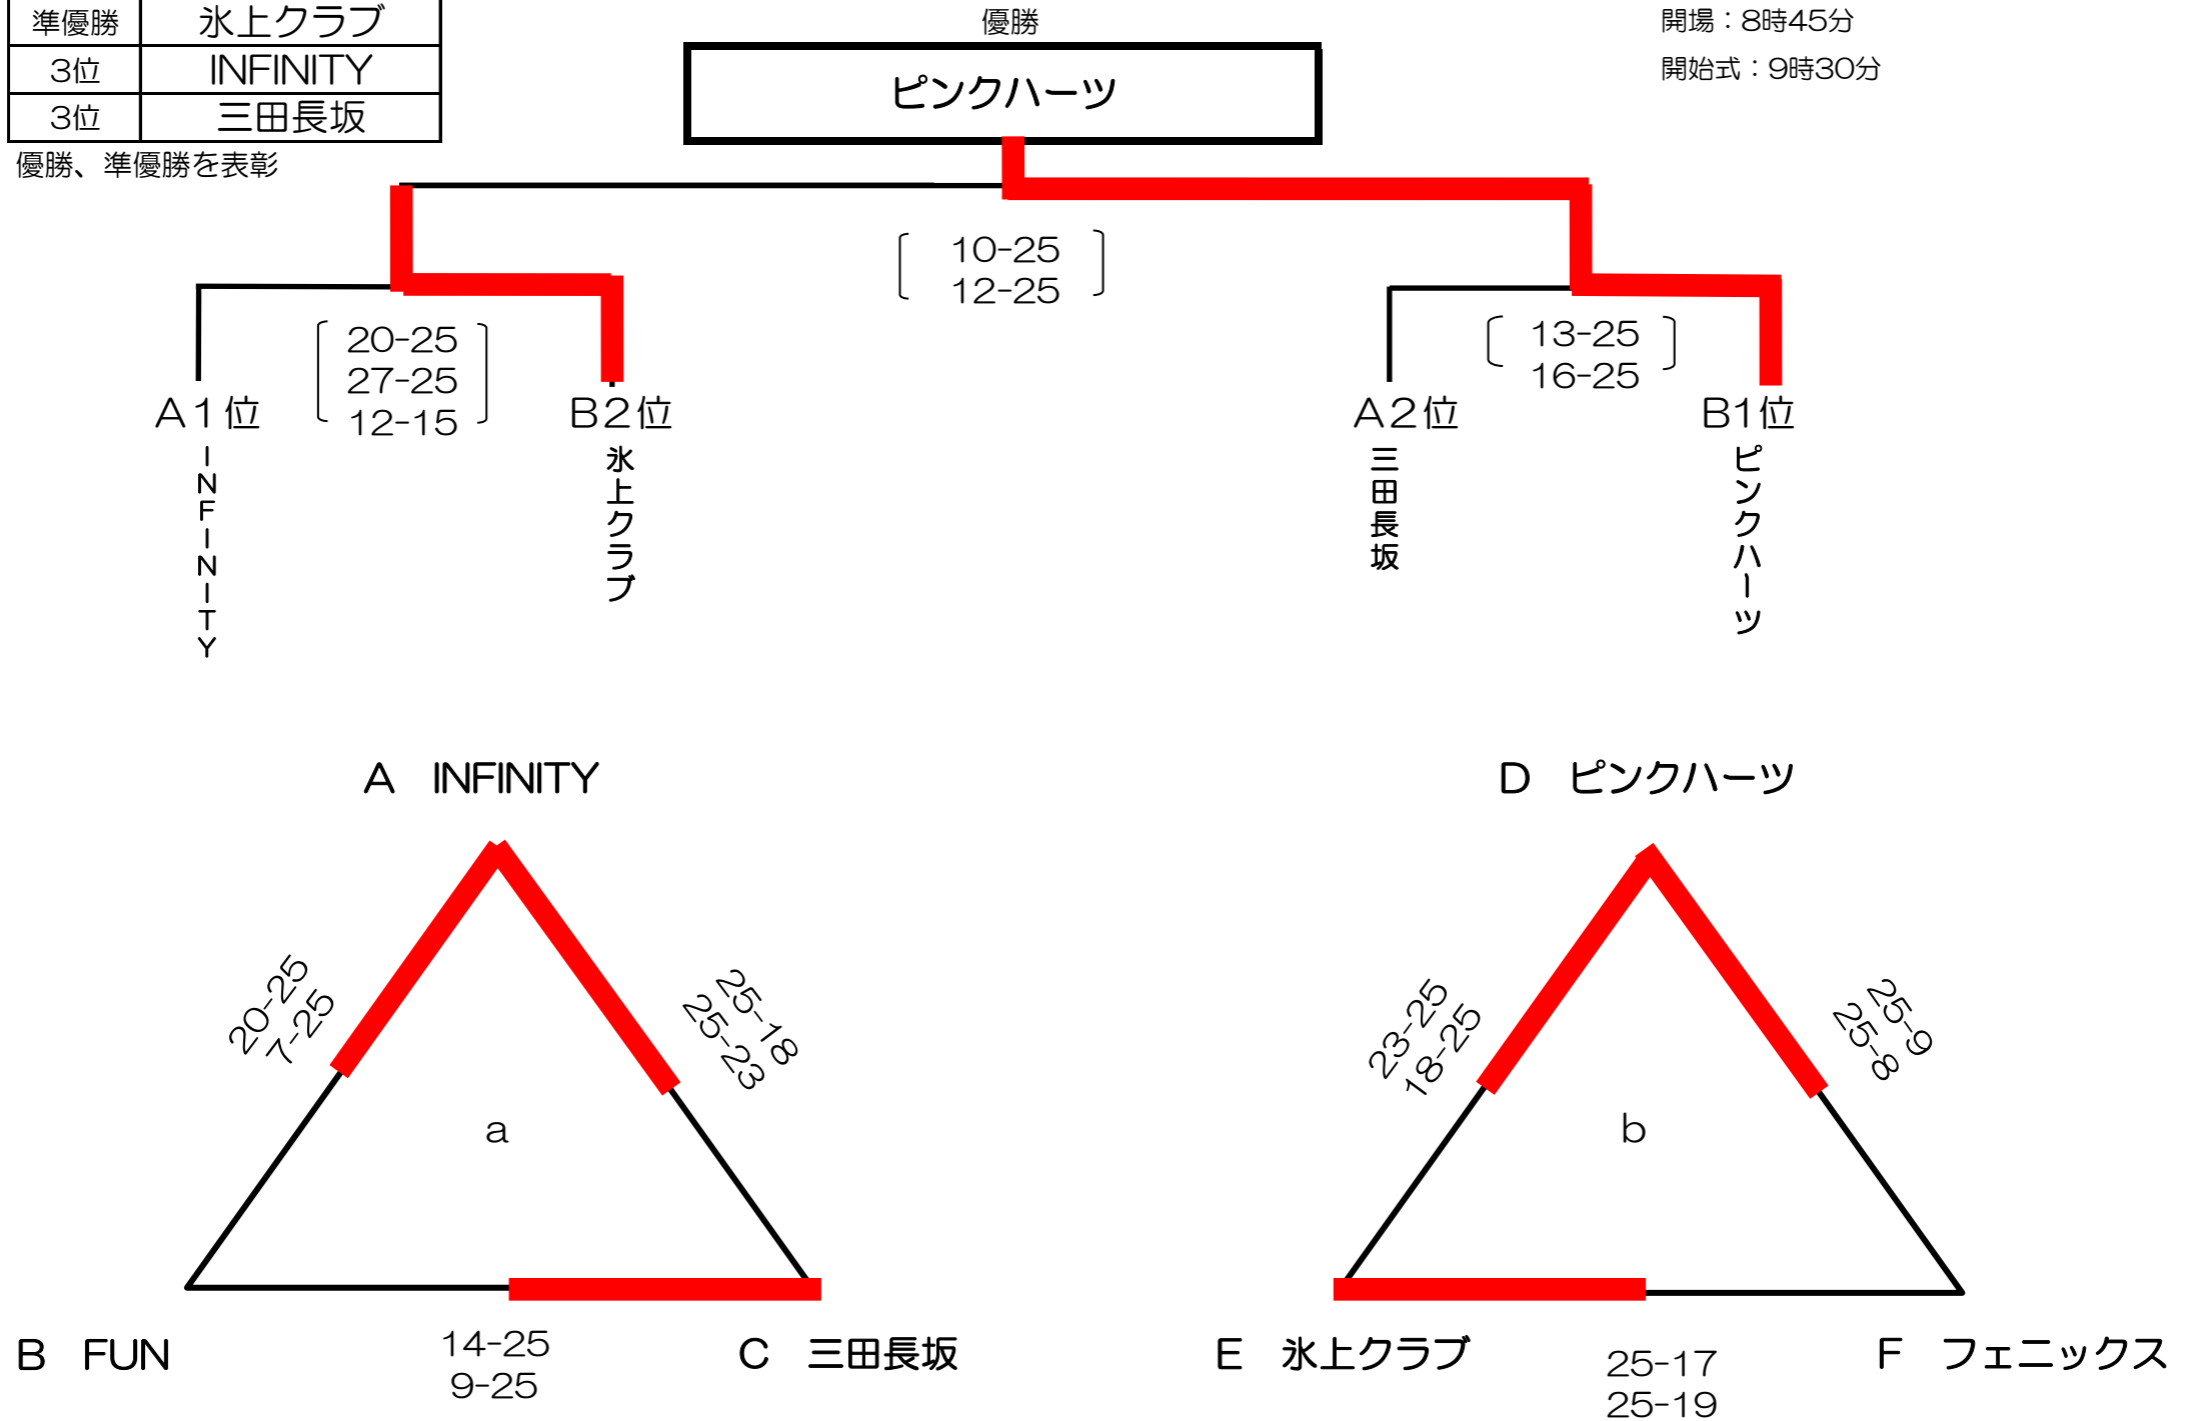 準優勝 氷上クラブ
3位 INFINITY
3位 三田長坂
優勝、準優勝を表彰
優勝
ピンクハーツ
開場：8時45分
開始式：9時30分
10-25
12-25
20-25
27-25
12-15
13-25
16-25
A1位
B2位
A2位
B1位
INFINITY
氷上クラブ
三田長坂
ピンクハーツ
A INFINITY
D ピンクハーツ
20-25
7-25
25-18
25-23
a
23-25
18-25
25-9
25-8
b
B FUN
14-25
9-25
C 三田長坂
E 氷上クラブ
25-17
25-19
F フェニックス